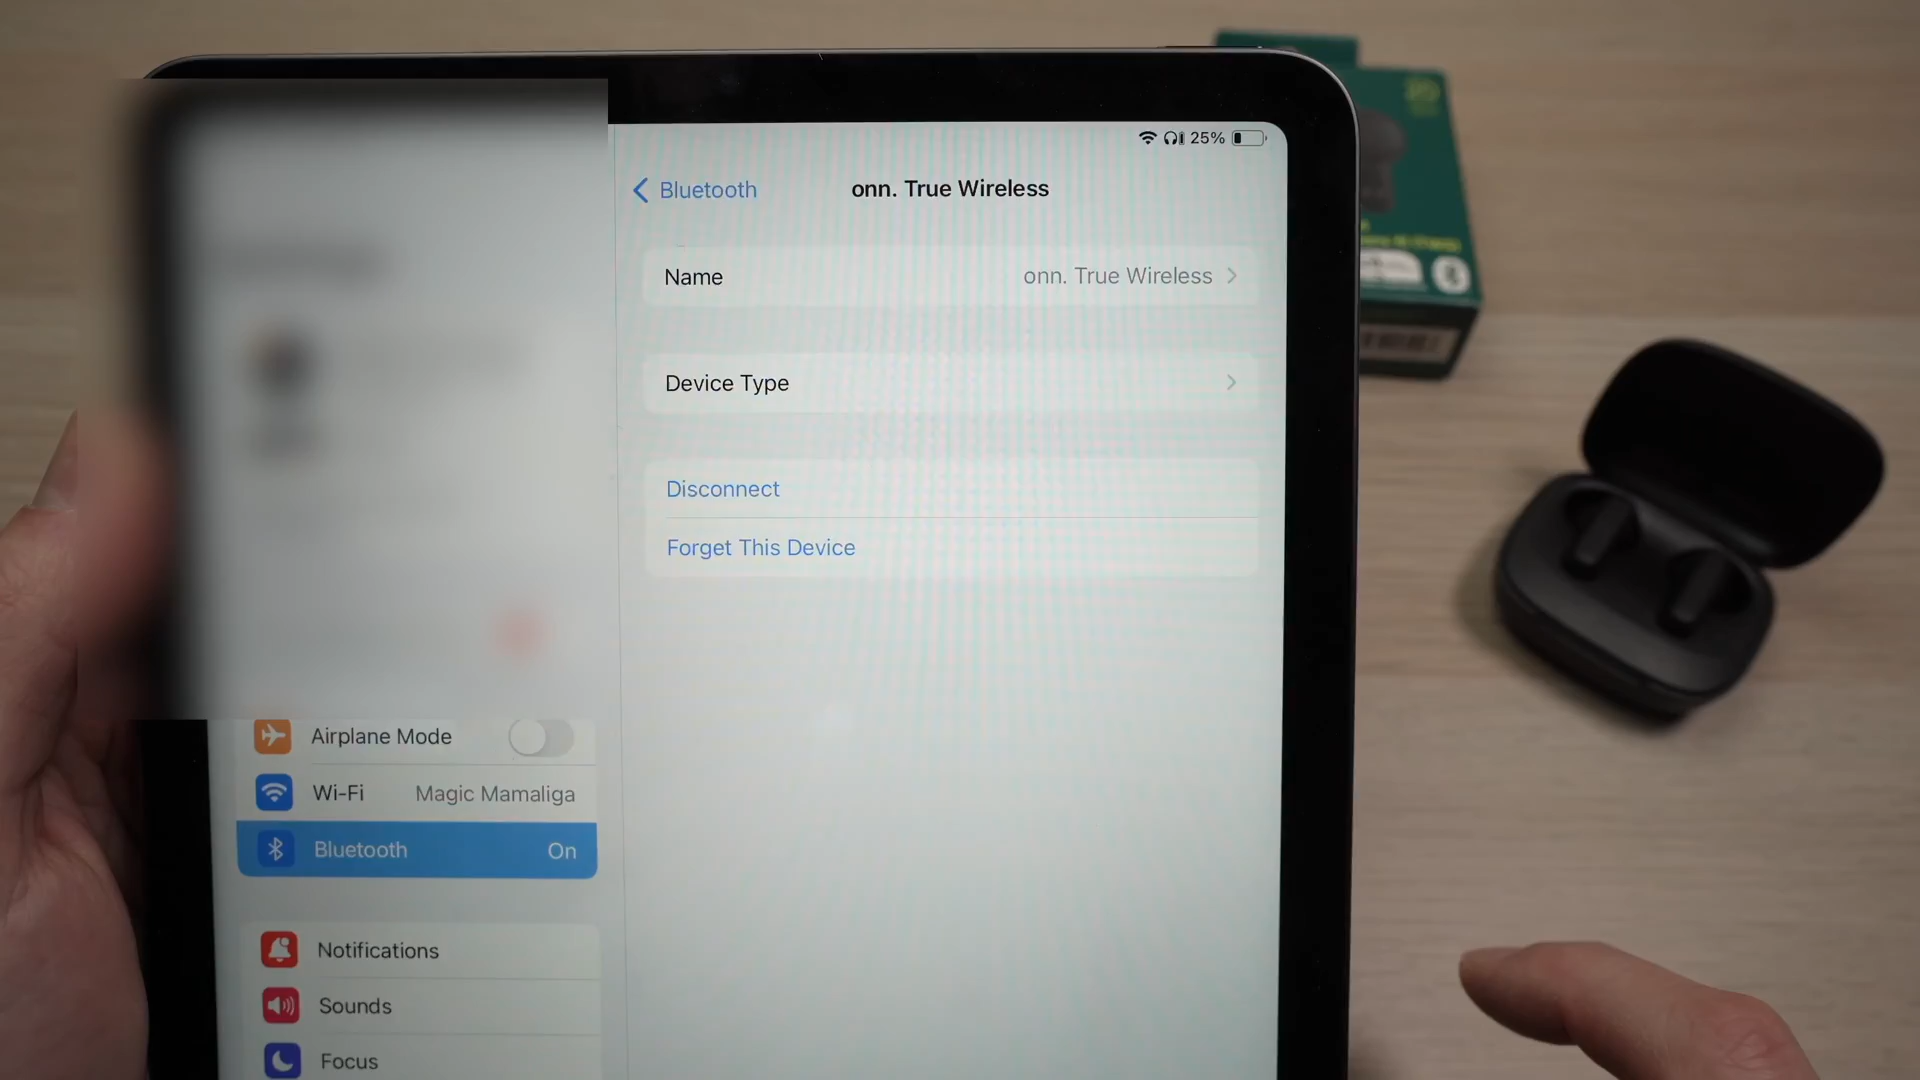 25%
Bluetooth
onn. True Wireless
Name
onn. True Wireless
Device Type
Disconnect
Forget This Device
Airplane Mode
Wi-Fi
Magic Mamaliga
Bluetooth
On
Notifications
Sounds
Focus